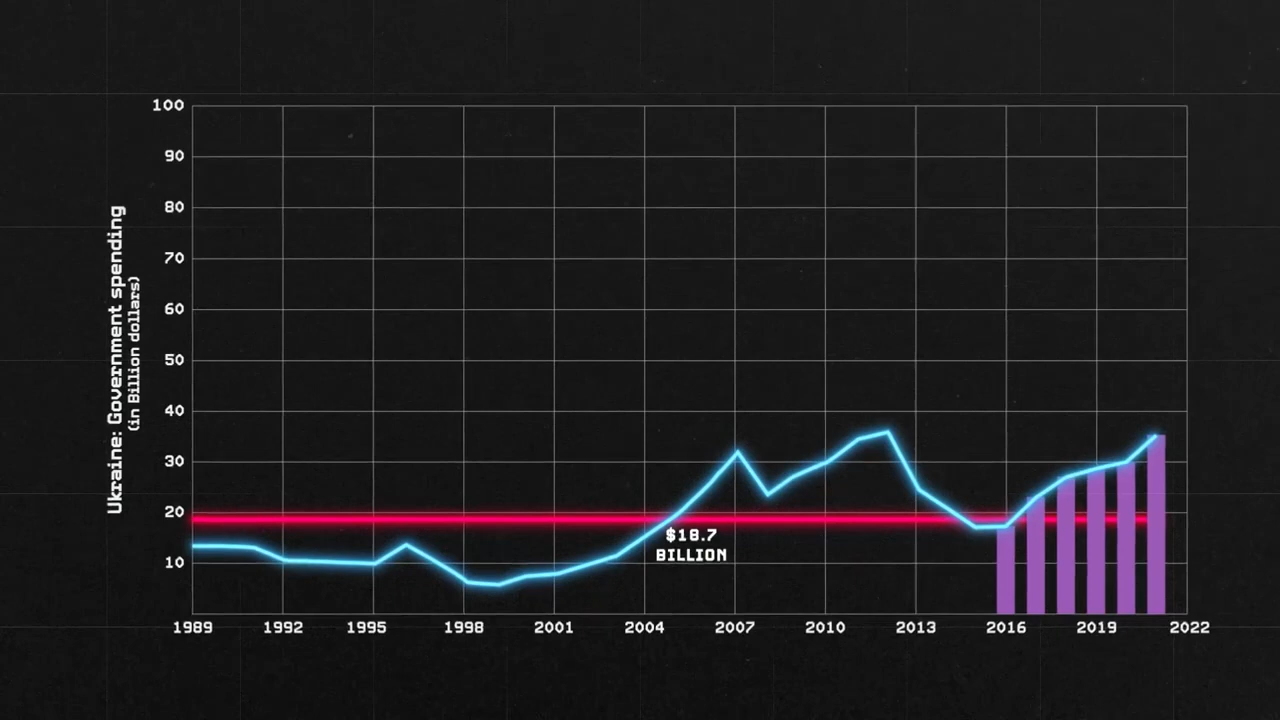 Ukraine: Government spending
(in Billion dollars)
100
90
80
70
60
50
40
30
20
10
$18.7
BILLION
1989 1992 1995 1998 2001 2004 2007 2010 2013 2016 2019 2022